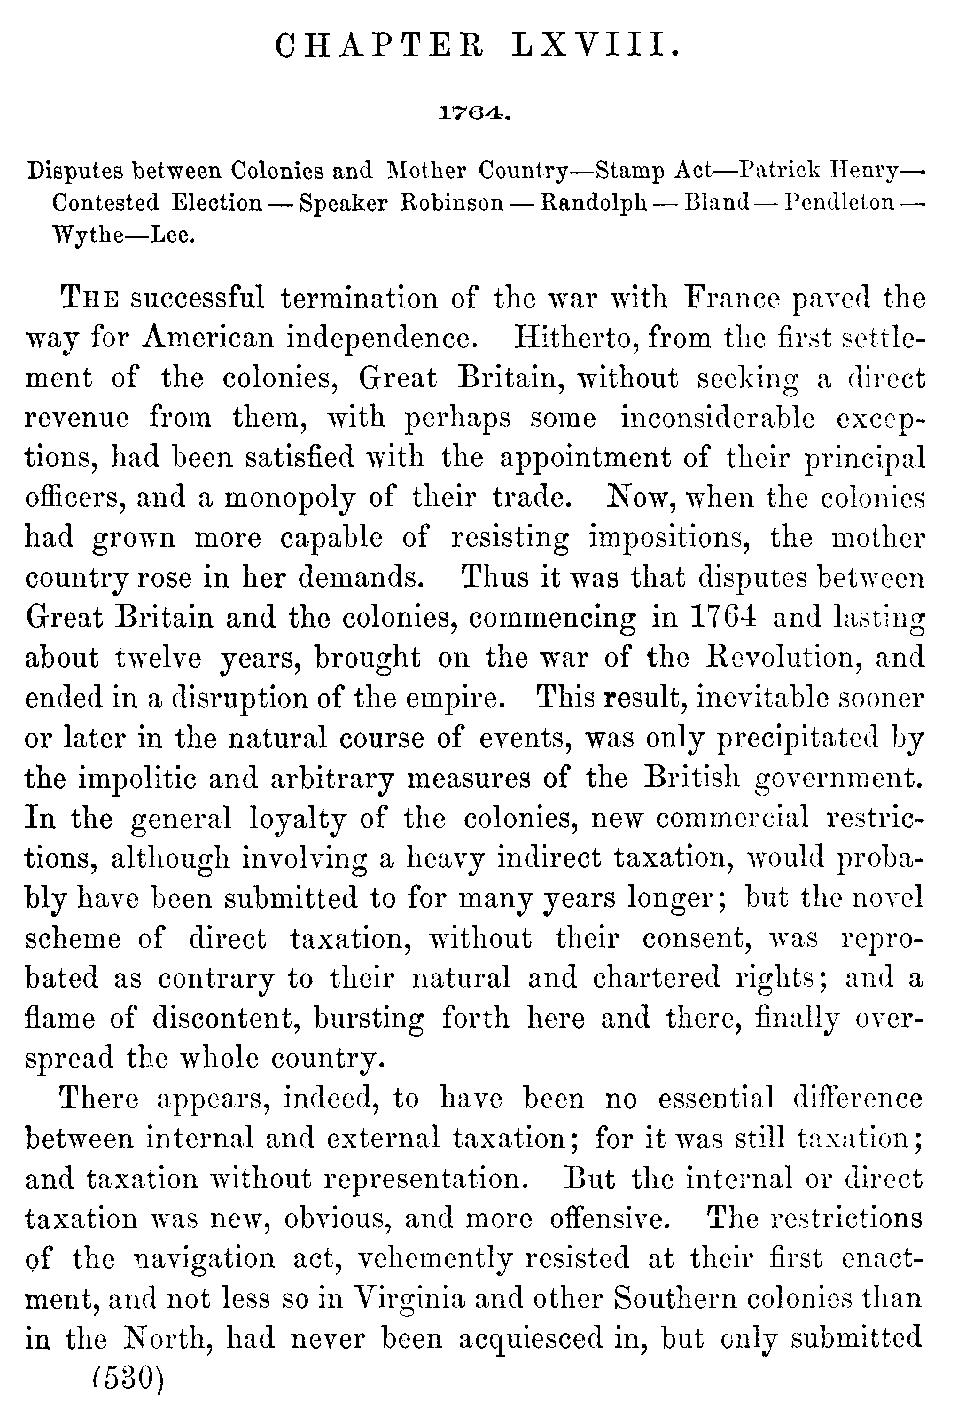 CHAPTER LXVIII.
1764.
Disputes between Colonies and Mother Country—Stamp Act—Patrick Henry—
Contested Election — Speaker Robinson — Randolph — Bland — Pendleton —
Wythe—Lee.
THE successful termination of the war with France paved the
way for American independence. Hitherto, from the first settle-
ment of the colonies, Great Britain, without seeking a direct
revenue from them, with perhaps some inconsiderable excep-
tions, had been satisfied with the appointment of their principal
officers, and a monopoly of their trade. Now, when the colonies
had grown more capable of resisting impositions, the mother
country rose in her demands. Thus it was that disputes between
Great Britain and the colonies, commencing in 1764 and lasting
about twelve years, brought on the war of the Revolution, and
ended in a disruption of the empire. This result, inevitable sooner
or later in the natural course of events, was only precipitated by
the impolitic and arbitrary measures of the British government.
In the general loyalty of the colonies, new commercial restric-
tions, although involving a heavy indirect taxation, would proba-
bly have been submitted to for many years longer; but the novel
scheme of direct taxation, without their consent, was repro-
bated as contrary to their natural and chartered rights; and a
flame of discontent, bursting forth here and there, finally over-
spread the whole country.
There appears, indeed, to have been no essential difference
between internal and external taxation; for it was still taxation;
and taxation without representation. But the internal or direct
taxation was new, obvious, and more offensive. The restrictions
of the navigation act, vehemently resisted at their first enact-
ment, and not less so in Virginia and other Southern colonies than
in the North, had never been acquiesced in, but only submitted
(530)